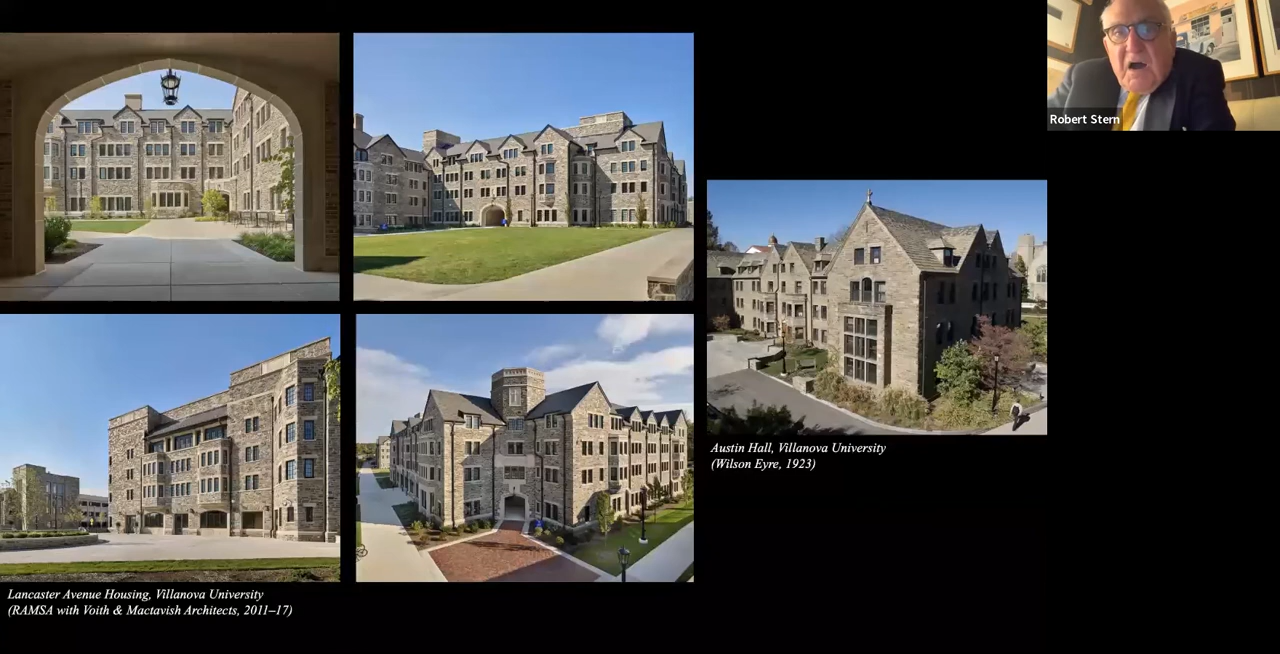 Robert Stern
Austin Hall, Villanova University
(Wilson Eyre, 1923)
Lancaster Avenue Housing, Villanova University
(RAMSA with Voith & Mactavish Architects, 2011–17)